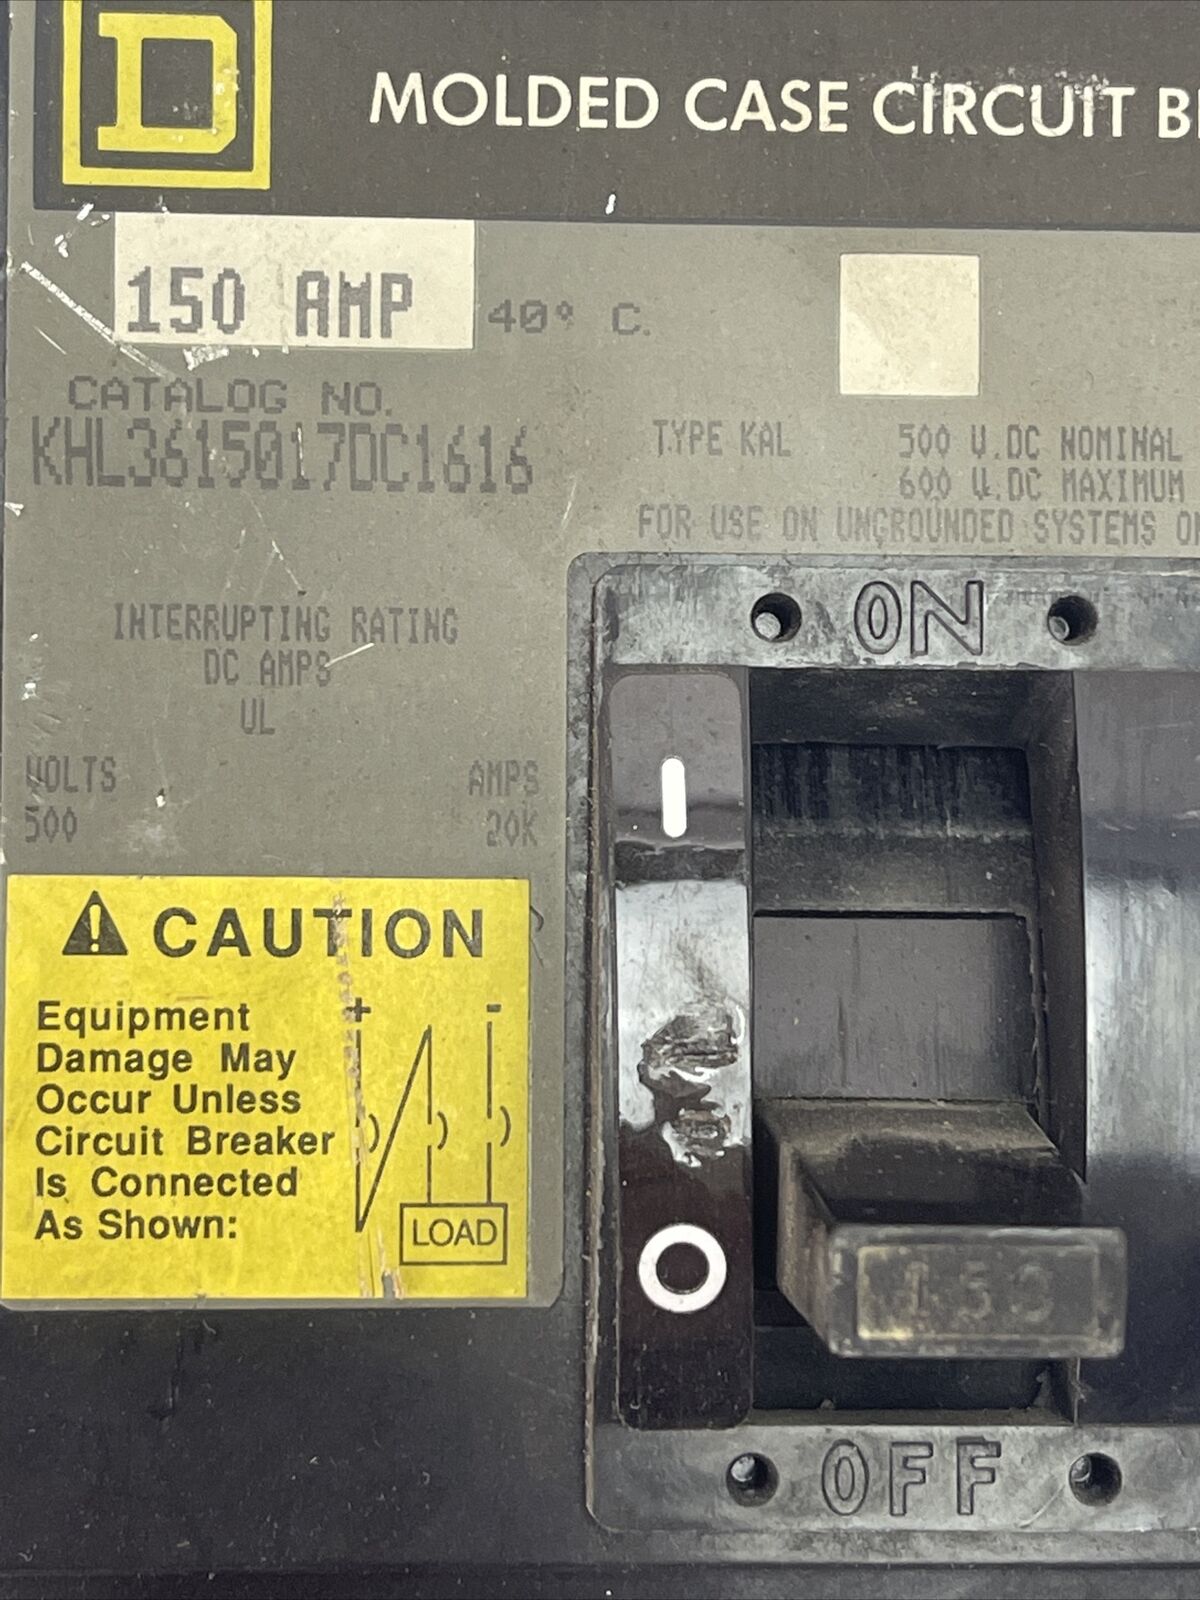 D
MOLDED CASE CIRCUIT
150 AMP 40° C.
CATALOG NO.
KHL3615017DC1616
TYPE KAL 500 V.DC NOMINAL
600 V.DC MAXIMUM
FOR USE ON UNGROUNDED SYSTEMS
INTERRUPTING RATING
DC AMPS
UL
VOLTS AMPS
500 20K
CAUTION
Equipment
Damage May
Occur Unless
Circuit Breaker
Is Connected
As Shown:
+ -
LOAD
ON
I
O
150
OFF